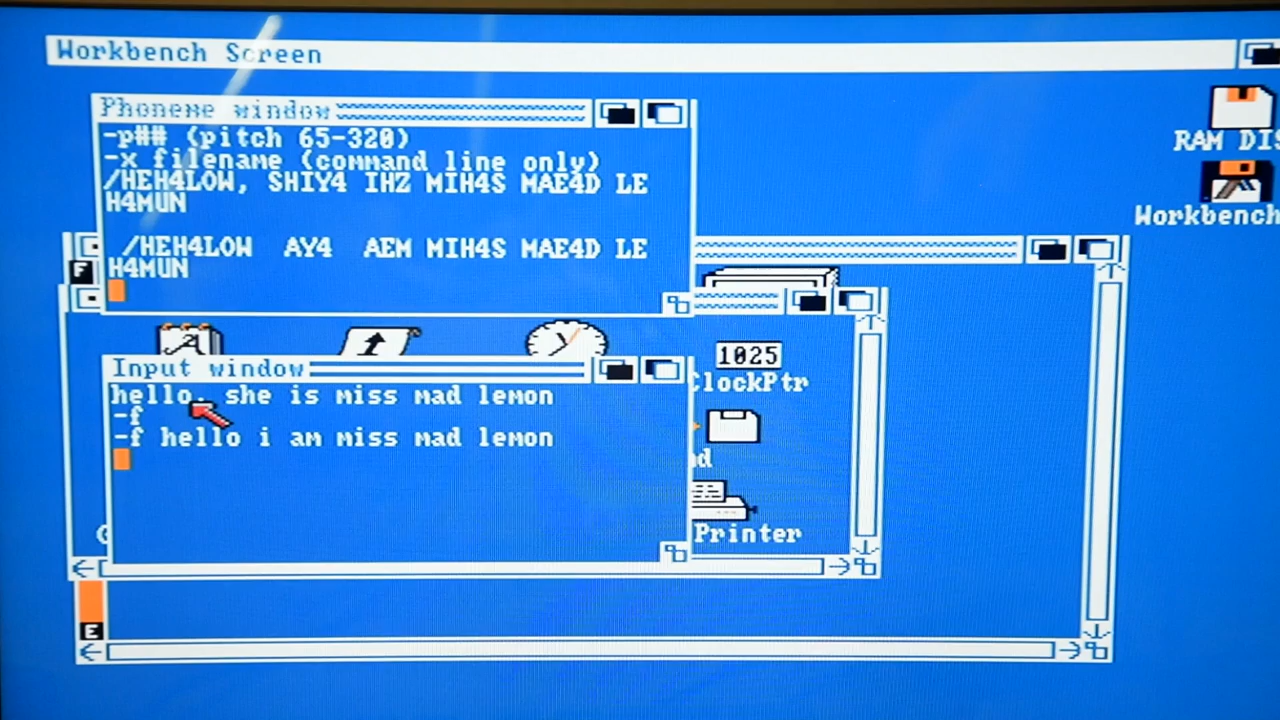 Workbench Screen
Phoneme window
-p## (pitch 65-320)
-x filename (command line only)
/HEH4LOW, SHIY4 IHZ MIH4S MAE4D LE
H4MUN
/HEH4LOW  AY4  AEM MIH4S MAE4D LE
H4MUN
RAM DIS
Workbench
F
1025
ClockPtr
Input window
hello. she is miss mad lemon
-f
-f hello i am miss mad lemon
Printer
E